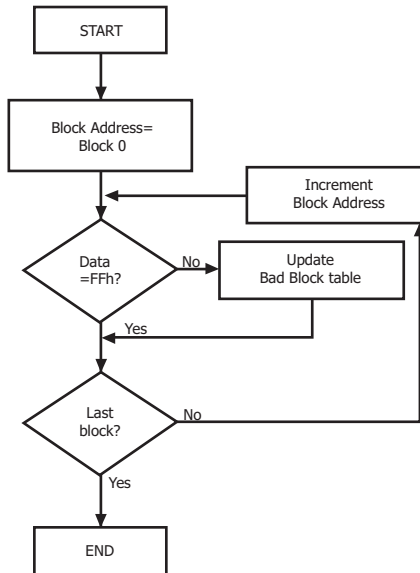 START
Block Address=
Block 0
Increment
Block Address
Data
=FFh?
No
Update
Bad Block table
Yes
Last
block?
No
Yes
END